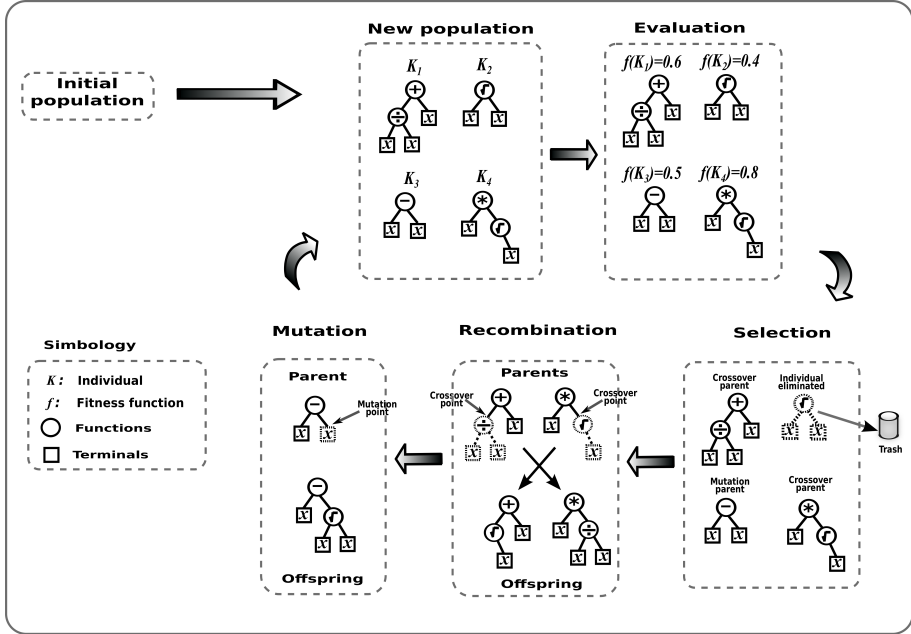 New population
Evaluation
Initial
population
K1 K2
+ √
÷ x x x
x x
K3 K4
− *
x x x √
x
f(K1)=0.6 f(K2)=0.4
+ √
÷ x x x
x x
f(K3)=0.5 f(K4)=0.8
− *
x x x √
x
Simbology
K: Individual
f: Fitness function
Functions
Terminals
Mutation
Parent
−
x x
Mutation
point
−
x √
x x
Offspring
Recombination
Parents
Crossover
point
Crossover
point
+ *
÷ x x √
x x x
+ *
√ x x ÷
x x x
Offspring
Selection
Crossover
parent
Individual
eliminated
+ √
÷ x x x
x x
Trash
Mutation
parent
Crossover
parent
− *
x x x √
x